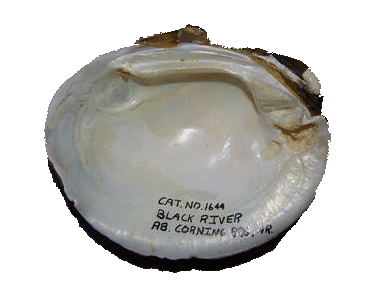 CAT. NO. 1644
BLACK RIVER
AB. CORNING